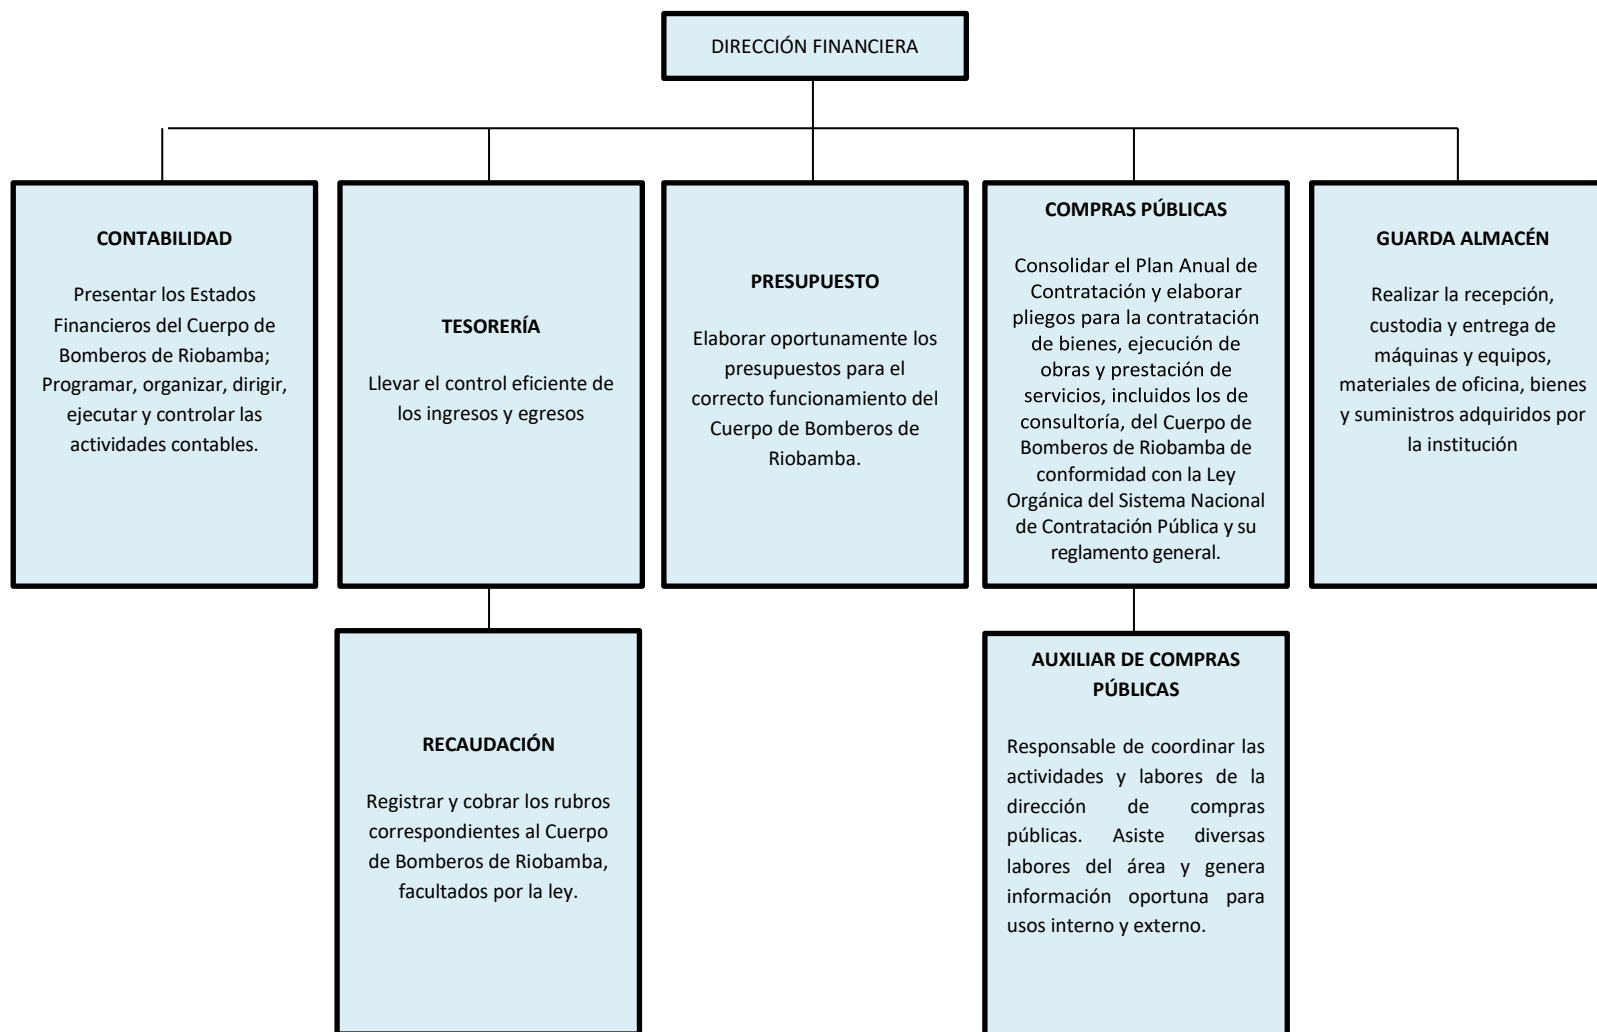 DIRECCIÓN FINANCIERA
CONTABILIDAD
Presentar los Estados
Financieros del Cuerpo de
Bomberos de Riobamba;
Programar, organizar, dirigir,
ejecutar y controlar las
actividades contables.
TESORERÍA
Llevar el control eficiente de
los ingresos y egresos
PRESUPUESTO
Elaborar oportunamente los
presupuestos para el
correcto funcionamiento del
Cuerpo de Bomberos de
Riobamba.
COMPRAS PÚBLICAS
Consolidar el Plan Anual de
Contratación y elaborar
pliegos para la contratación
de bienes, ejecución de
obras y prestación de
servicios, incluidos los de
consultoría, del Cuerpo de
Bomberos de Riobamba de
conformidad con la Ley
Orgánica del Sistema Nacional
de Contratación Pública y su
reglamento general.
GUARDA ALMACÉN
Realizar la recepción,
custodia y entrega de
máquinas y equipos,
materiales de oficina, bienes
y suministros adquiridos por
la institución
RECAUDACIÓN
Registrar y cobrar los rubros
correspondientes al Cuerpo
de Bomberos de Riobamba,
facultados por la ley.
AUXILIAR DE COMPRAS
PÚBLICAS
Responsable de coordinar las
actividades y labores de la
dirección de compras
públicas. Asiste diversas
labores del área y genera
información oportuna para
usos interno y externo.